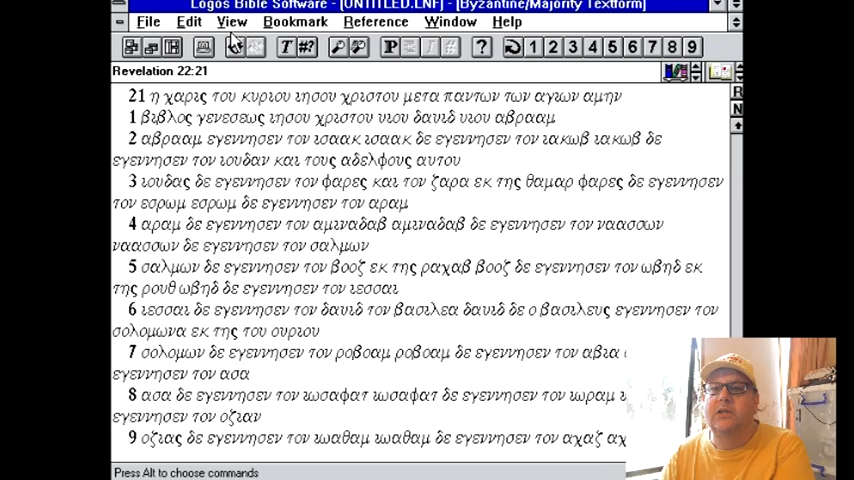 Logos Bible Software - [UNTITLED.LNF] - [Byzantine/Majority Textform]
File Edit View Bookmark Reference Window Help
T #? P I # ? 1 2 3 4 5 6 7 8 9
Revelation 22:21
R
N
21 η χαρις του κυριου ιησου χριστου μετα παντων των αγιων αμην
1 βιβλος γενεσεως ιησου χριστου υιου δαυιδ υιου αβρααμ
2 αβρααμ εγεννησεν τον ισαακ ισαακ δε εγεννησεν τον ιακωβ ιακωβ δε
εγεννησεν τον ιουδαν και τους αδελφους αυτου
3 ιουδας δε εγεννησεν τον φαρες και τον ζαρα εκ της θαμαρ φαρες δε εγεννησεν
τον εσρωμ εσρωμ δε εγεννησεν τον αραμ
4 αραμ δε εγεννησεν τον αμιναδαβ αμιναδαβ δε εγεννησεν τον ναασσων
ναασσων δε εγεννησεν τον σαλμων
5 σαλμων δε εγεννησεν τον βοοζ εκ της ραχαβ βοοζ δε εγεννησεν τον ωβηδ εκ
της ρουθ ωβηδ δε εγεννησεν τον ιεσσαι
6 ιεσσαι δε εγεννησεν τον δαυιδ τον βασιλεα δαυιδ δε ο βασιλευς εγεννησεν τον
σολομωνα εκ της του ουριου
7 σολομων δε εγεννησεν τον ροβοαμ ροβοαμ δε εγεννησεν τον αβια
εγεννησεν τον ασα
8 ασα δε εγεννησεν τον ιωσαφατ ιωσαφατ δε εγεννησεν τον ιωραμ
εγεννησεν τον οζιαν
9 οζιας δε εγεννησεν τον ιωαθαμ ιωαθαμ δε εγεννησεν τον αχαζ
Press Alt to choose commands